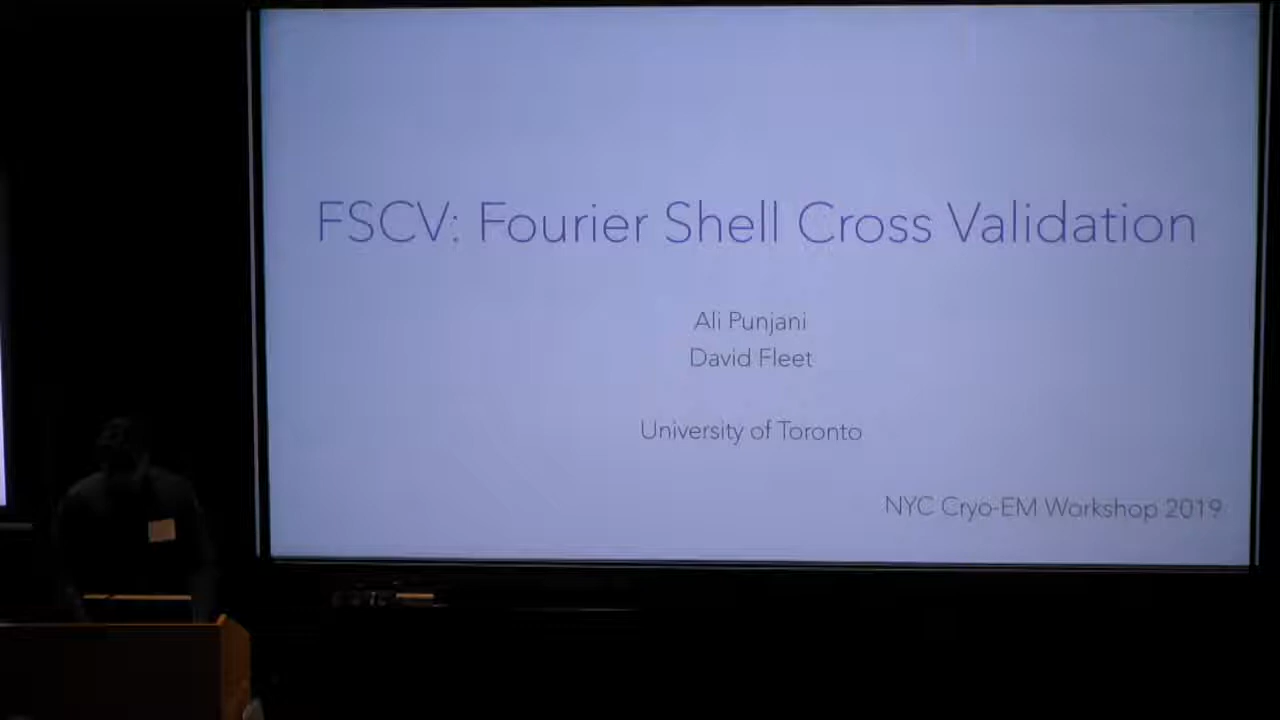 FSCV: Fourier Shell Cross Validation
Ali Punjani
David Fleet
University of Toronto
NYC Cryo-EM Workshop 2019